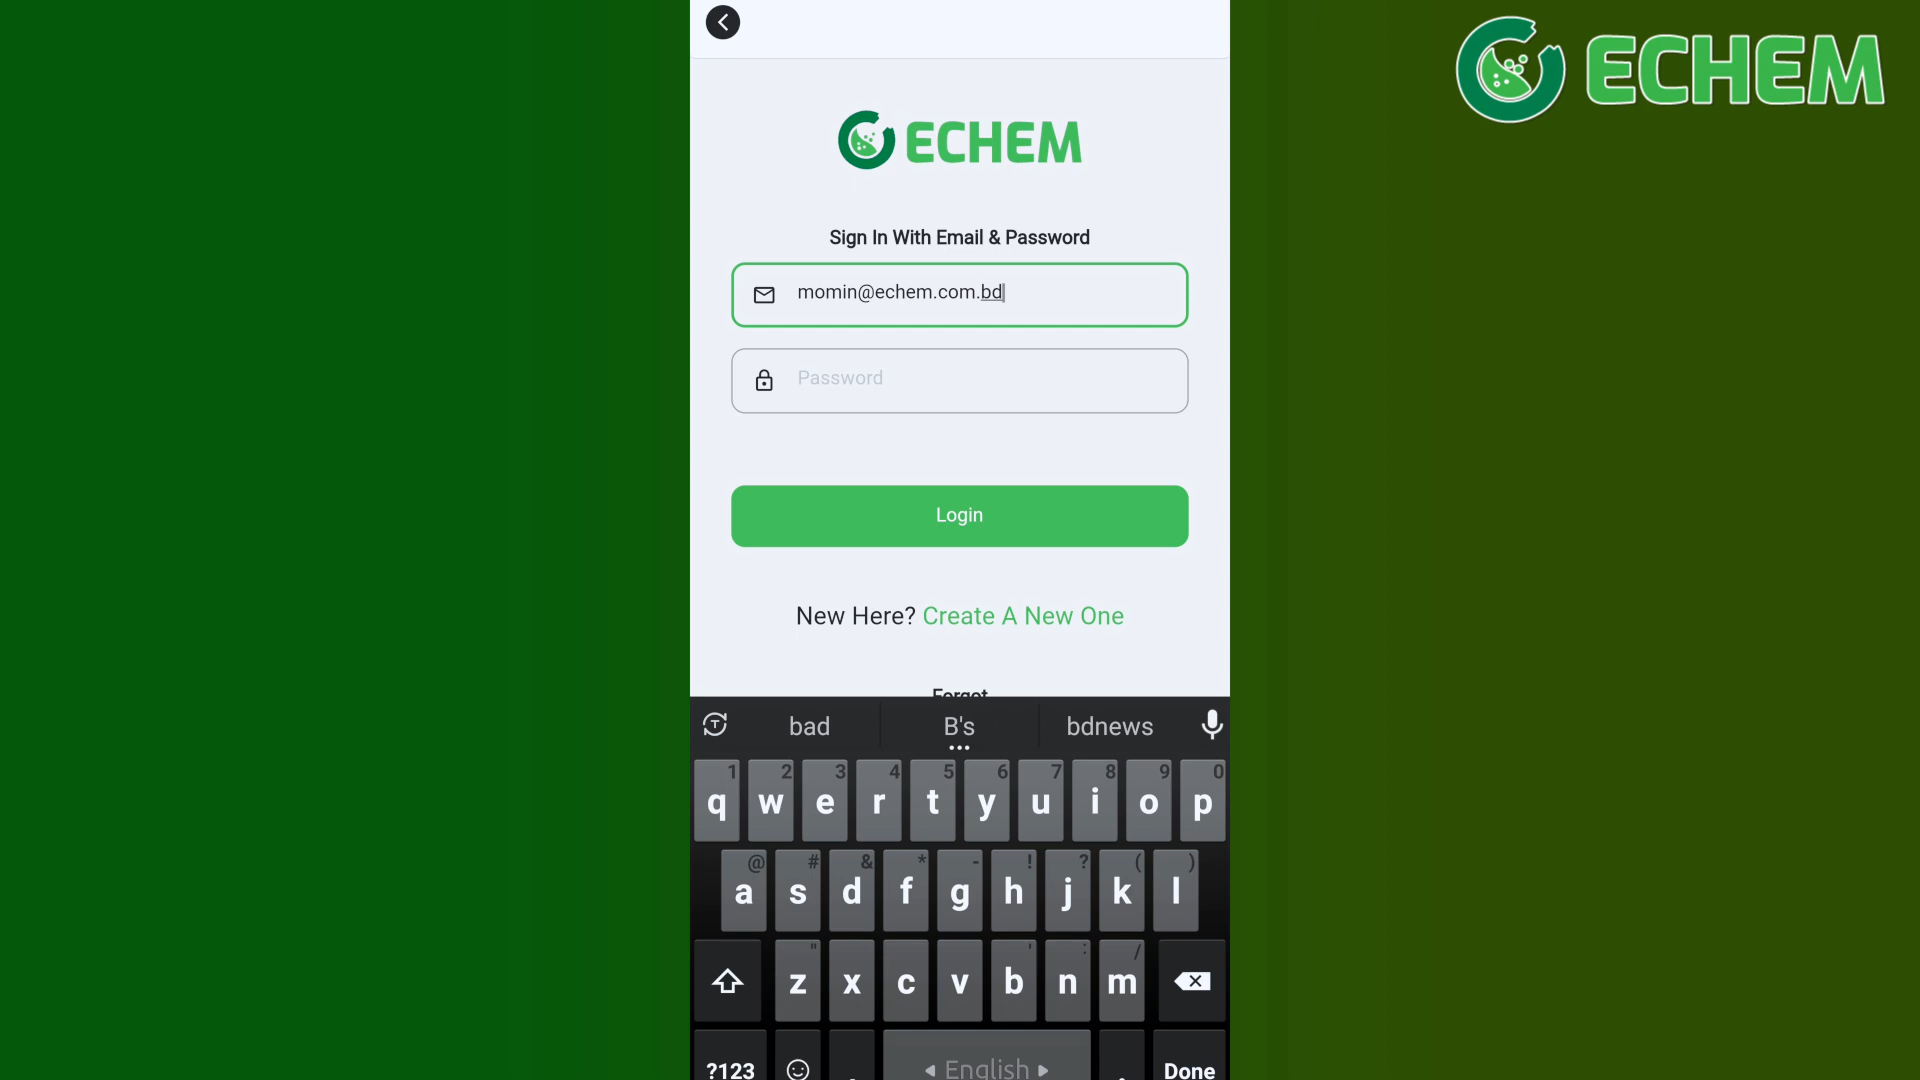 ECHEM
ECHEM
Sign In With Email & Password
momin@echem.com.bd
Password
Login
New Here? Create A New One
Forgot
bad B's bdnews
1 2 3 4 5 6 7 8 9 0
q w e r t y u i o p
@ # & * - ! ? ( )
a s d f g h j k l
" ' : /
z x c v b n m
?123 English Done